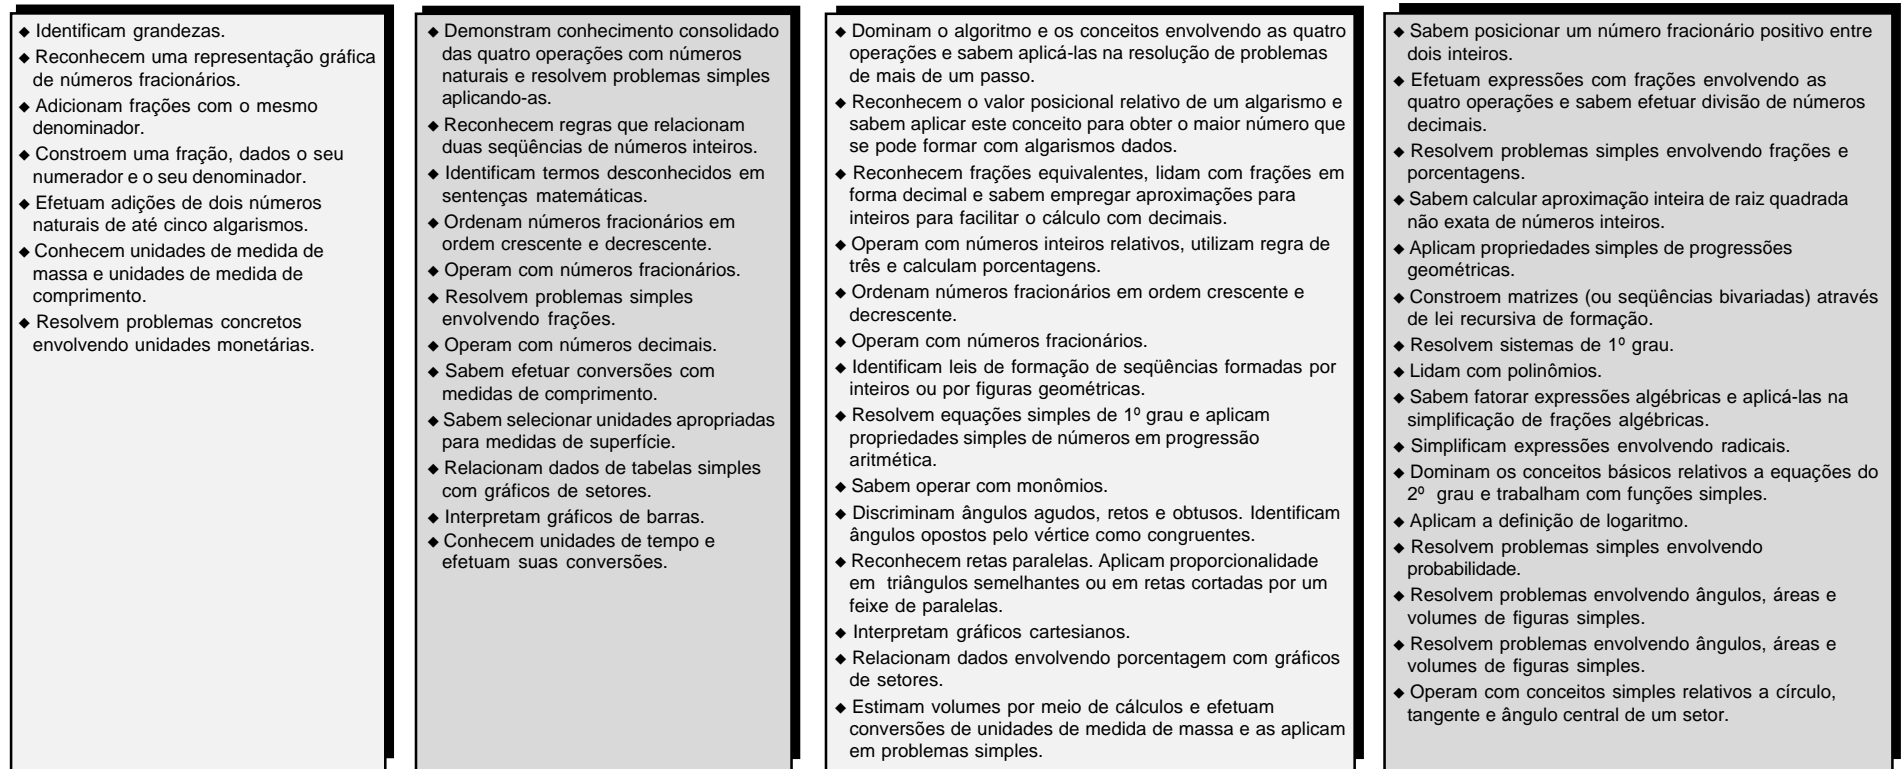 ◆ Identificam grandezas.
◆ Reconhecem uma representação gráfica
de números fracionários.
◆ Adicionam frações com o mesmo
denominador.
◆ Constroem uma fração, dados o seu
numerador e o seu denominador.
◆ Efetuam adições de dois números
naturais de até cinco algarismos.
◆ Conhecem unidades de medida de
massa e unidades de medida de
comprimento.
◆ Resolvem problemas concretos
envolvendo unidades monetárias.
◆ Demonstram conhecimento consolidado
das quatro operações com números
naturais e resolvem problemas simples
aplicando-as.
◆ Reconhecem regras que relacionam
duas seqüências de números inteiros.
◆ Identificam termos desconhecidos em
sentenças matemáticas.
◆ Ordenam números fracionários em
ordem crescente e decrescente.
◆ Operam com números fracionários.
◆ Resolvem problemas simples
envolvendo frações.
◆ Operam com números decimais.
◆ Sabem efetuar conversões com
medidas de comprimento.
◆ Sabem selecionar unidades apropriadas
para medidas de superfície.
◆ Relacionam dados de tabelas simples
com gráficos de setores.
◆ Interpretam gráficos de barras.
◆ Conhecem unidades de tempo e
efetuam suas conversões.
◆ Dominam o algoritmo e os conceitos envolvendo as quatro
operações e sabem aplicá-las na resolução de problemas
de mais de um passo.
◆ Reconhecem o valor posicional relativo de um algarismo e
sabem aplicar este conceito para obter o maior número que
se pode formar com algarismos dados.
◆ Reconhecem frações equivalentes, lidam com frações em
forma decimal e sabem empregar aproximações para
inteiros para facilitar o cálculo com decimais.
◆ Operam com números inteiros relativos, utilizam regra de
três e calculam porcentagens.
◆ Ordenam números fracionários em ordem crescente e
decrescente.
◆ Operam com números fracionários.
◆ Identificam leis de formação de seqüências formadas por
inteiros ou por figuras geométricas.
◆ Resolvem equações simples de 1º grau e aplicam
propriedades simples de números em progressão
aritmética.
◆ Sabem operar com monômios.
◆ Discriminam ângulos agudos, retos e obtusos. Identificam
ângulos opostos pelo vértice como congruentes.
◆ Reconhecem retas paralelas. Aplicam proporcionalidade
em triângulos semelhantes ou em retas cortadas por um
feixe de paralelas.
◆ Interpretam gráficos cartesianos.
◆ Relacionam dados envolvendo porcentagem com gráficos
de setores.
◆ Estimam volumes por meio de cálculos e efetuam
conversões de unidades de medida de massa e as aplicam
em problemas simples.
◆ Sabem posicionar um número fracionário positivo entre
dois inteiros.
◆ Efetuam expressões com frações envolvendo as
quatro operações e sabem efetuar divisão de números
decimais.
◆ Resolvem problemas simples envolvendo frações e
porcentagens.
◆ Sabem calcular aproximação inteira de raiz quadrada
não exata de números inteiros.
◆ Aplicam propriedades simples de progressões
geométricas.
◆ Constroem matrizes (ou seqüências bivariadas) através
de lei recursiva de formação.
◆ Resolvem sistemas de 1º grau.
◆ Lidam com polinômios.
◆ Sabem fatorar expressões algébricas e aplicá-las na
simplificação de frações algébricas.
◆ Simplificam expressões envolvendo radicais.
◆ Dominam os conceitos básicos relativos a equações do
2º grau e trabalham com funções simples.
◆ Aplicam a definição de logaritmo.
◆ Resolvem problemas simples envolvendo
probabilidade.
◆ Resolvem problemas envolvendo ângulos, áreas e
volumes de figuras simples.
◆ Resolvem problemas envolvendo ângulos, áreas e
volumes de figuras simples.
◆ Operam com conceitos simples relativos a círculo,
tangente e ângulo central de um setor.